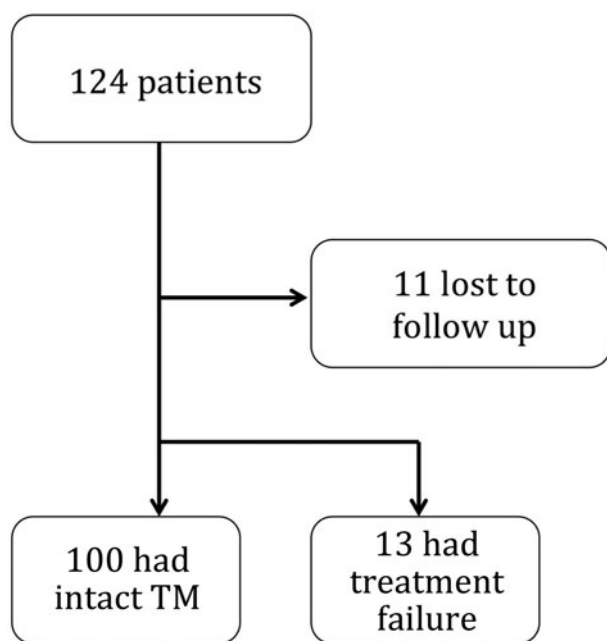 124 patients
11 lost to
follow up
100 had
intact TM
13 had
treatment
failure